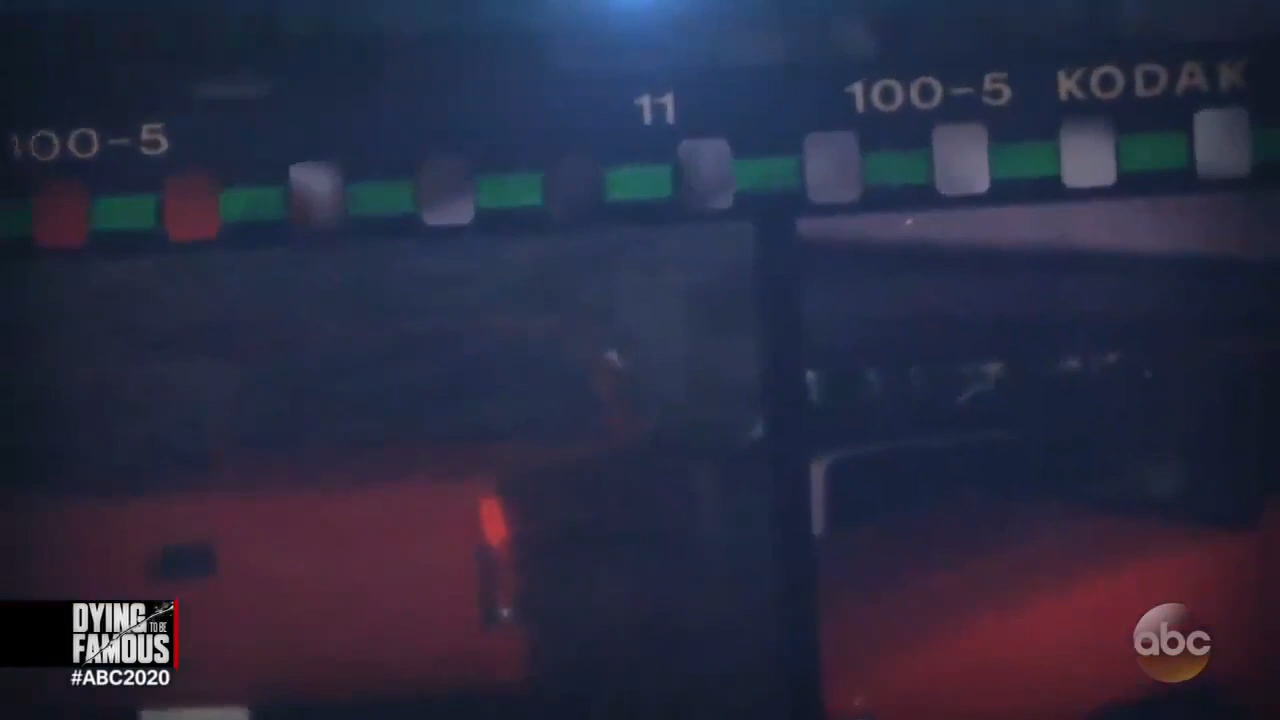 100-5
11
100-5 KODAK
DYING
TO BE
FAMOUS
#ABC2020
abc